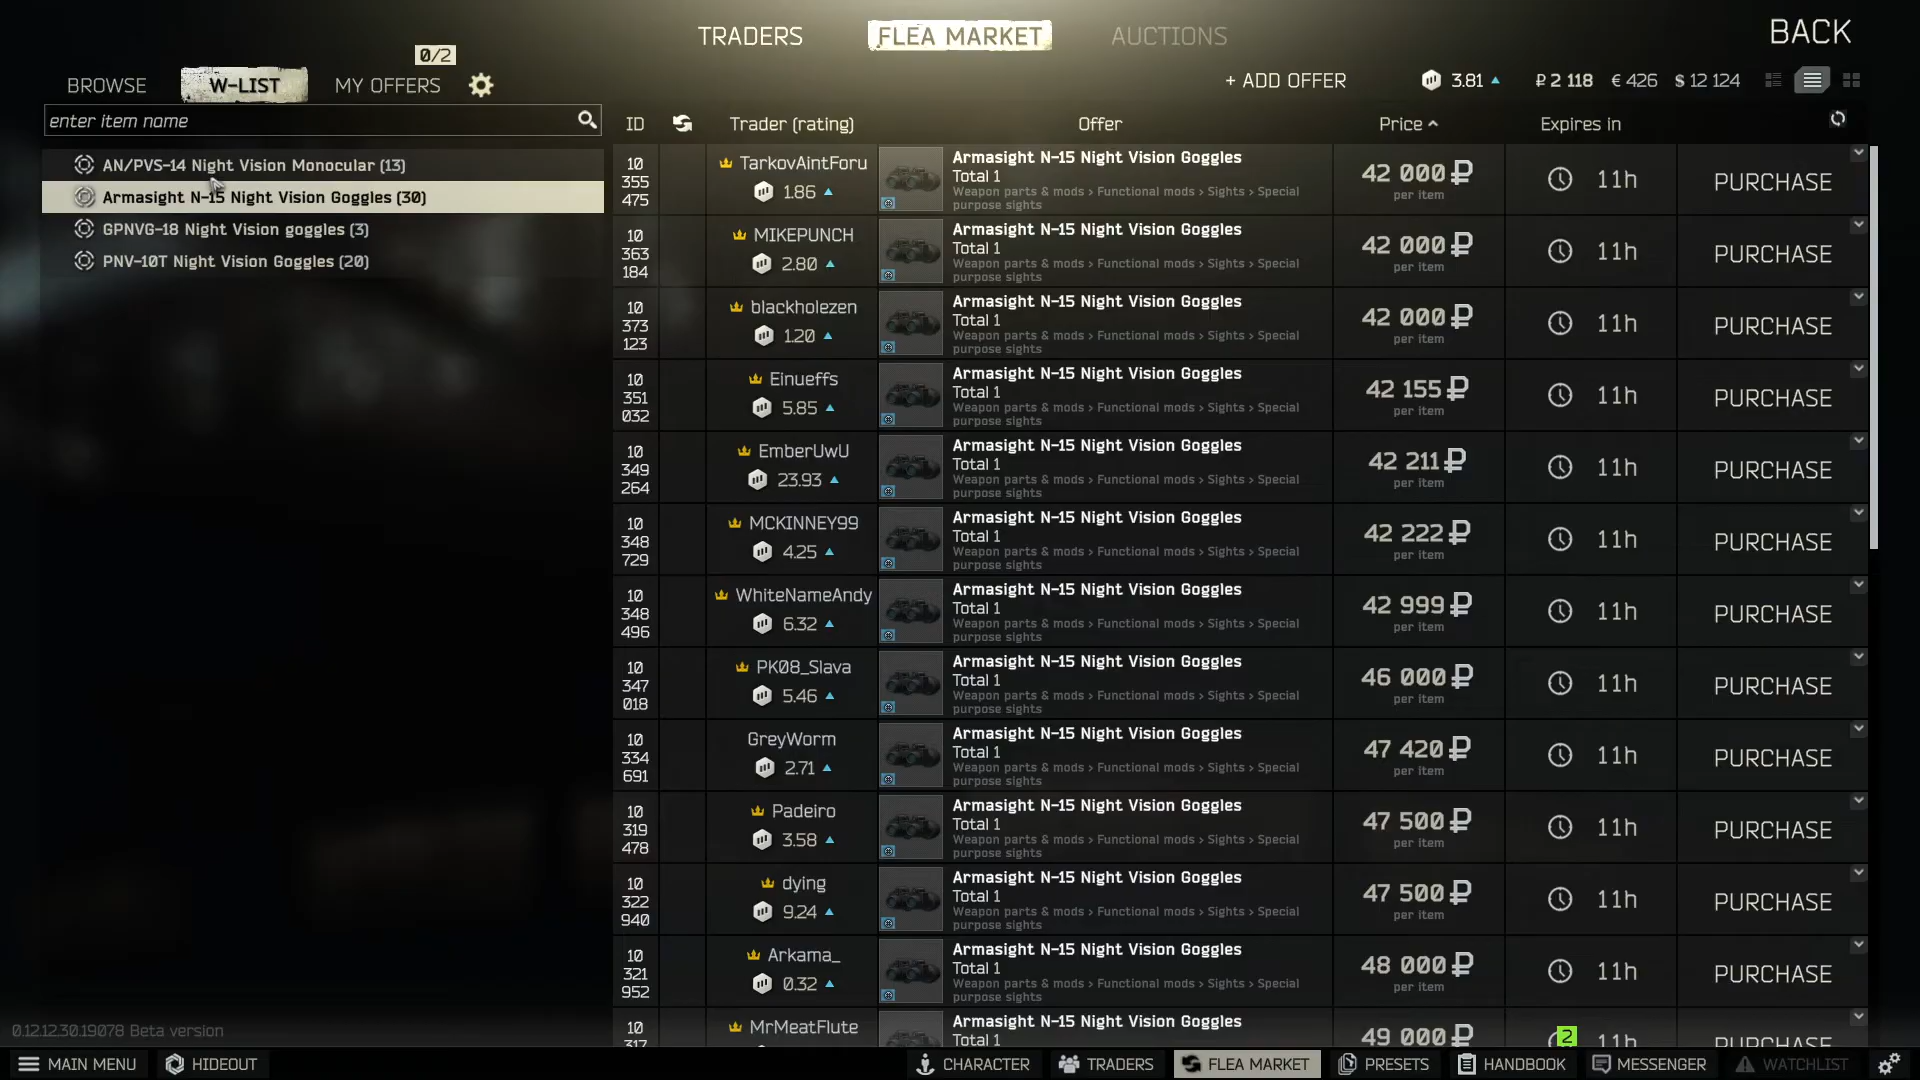 TRADERS
FLEA MARKET
AUCTIONS
BACK
0/2
BROWSE
W-LIST
MY OFFERS
+ ADD OFFER
3.81
₽ 2 118
€ 426
$ 12 124
enter item name
ID
Trader (rating)
Offer
Price
Expires in
AN/PVS-14 Night Vision Monocular (13)
Armasight N-15 Night Vision Goggles (30)
GPNVG-18 Night Vision goggles (3)
PNV-10T Night Vision Goggles (20)
10
355
475
TarkovAintForu
1.86
Armasight N-15 Night Vision Goggles
Total 1
Weapon parts & mods > Functional mods > Sights > Special
purpose sights
42 000 ₽
per item
11h
PURCHASE
10
363
184
MIKEPUNCH
2.80
Armasight N-15 Night Vision Goggles
Total 1
Weapon parts & mods > Functional mods > Sights > Special
purpose sights
42 000 ₽
per item
11h
PURCHASE
10
373
123
blackholezen
1.20
Armasight N-15 Night Vision Goggles
Total 1
Weapon parts & mods > Functional mods > Sights > Special
purpose sights
42 000 ₽
per item
11h
PURCHASE
10
351
032
Einueffs
5.85
Armasight N-15 Night Vision Goggles
Total 1
Weapon parts & mods > Functional mods > Sights > Special
purpose sights
42 155 ₽
per item
11h
PURCHASE
10
349
264
EmberUwU
23.93
Armasight N-15 Night Vision Goggles
Total 1
Weapon parts & mods > Functional mods > Sights > Special
purpose sights
42 211 ₽
per item
11h
PURCHASE
10
348
729
MCKINNEY99
4.25
Armasight N-15 Night Vision Goggles
Total 1
Weapon parts & mods > Functional mods > Sights > Special
purpose sights
42 222 ₽
per item
11h
PURCHASE
10
348
496
WhiteNameAndy
6.32
Armasight N-15 Night Vision Goggles
Total 1
Weapon parts & mods > Functional mods > Sights > Special
purpose sights
42 999 ₽
per item
11h
PURCHASE
10
347
018
PK08_Slava
5.46
Armasight N-15 Night Vision Goggles
Total 1
Weapon parts & mods > Functional mods > Sights > Special
purpose sights
46 000 ₽
per item
11h
PURCHASE
10
334
691
GreyWorm
2.71
Armasight N-15 Night Vision Goggles
Total 1
Weapon parts & mods > Functional mods > Sights > Special
purpose sights
47 420 ₽
per item
11h
PURCHASE
10
319
478
Padeiro
3.58
Armasight N-15 Night Vision Goggles
Total 1
Weapon parts & mods > Functional mods > Sights > Special
purpose sights
47 500 ₽
per item
11h
PURCHASE
10
322
940
dying
9.24
Armasight N-15 Night Vision Goggles
Total 1
Weapon parts & mods > Functional mods > Sights > Special
purpose sights
47 500 ₽
per item
11h
PURCHASE
10
321
952
Arkama_
0.32
Armasight N-15 Night Vision Goggles
Total 1
Weapon parts & mods > Functional mods > Sights > Special
purpose sights
48 000 ₽
per item
11h
PURCHASE
10
317
MrMeatFlute
Armasight N-15 Night Vision Goggles
Total 1
49 000 ₽
11h
PURCHASE
0.12.12.30.19078 Beta version
2
MAIN MENU
HIDEOUT
CHARACTER
TRADERS
FLEA MARKET
PRESETS
HANDBOOK
MESSENGER
WATCHLIST